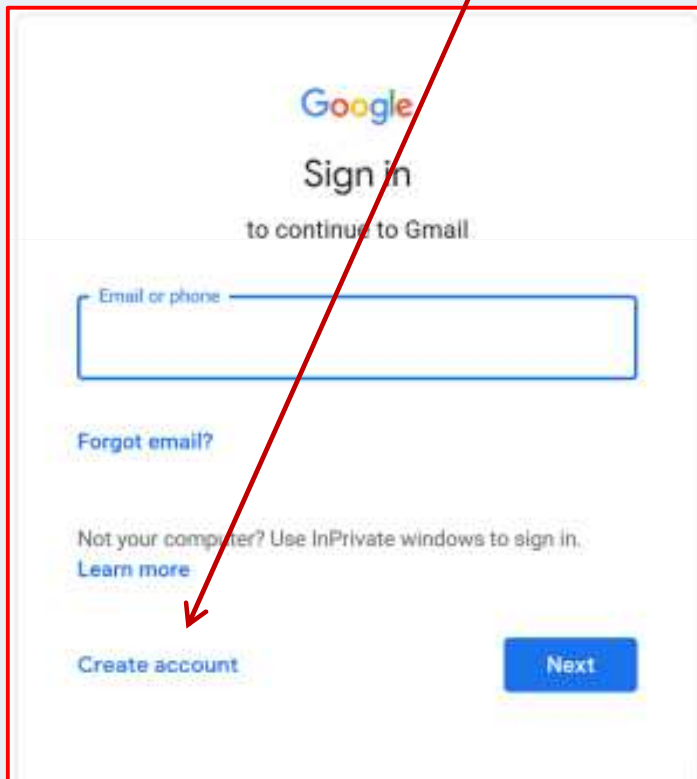 Google
Sign in
to continue to Gmail
Email or phone
Forgot email?
Not your computer? Use InPrivate windows to sign in.
Learn more
Create account
Next